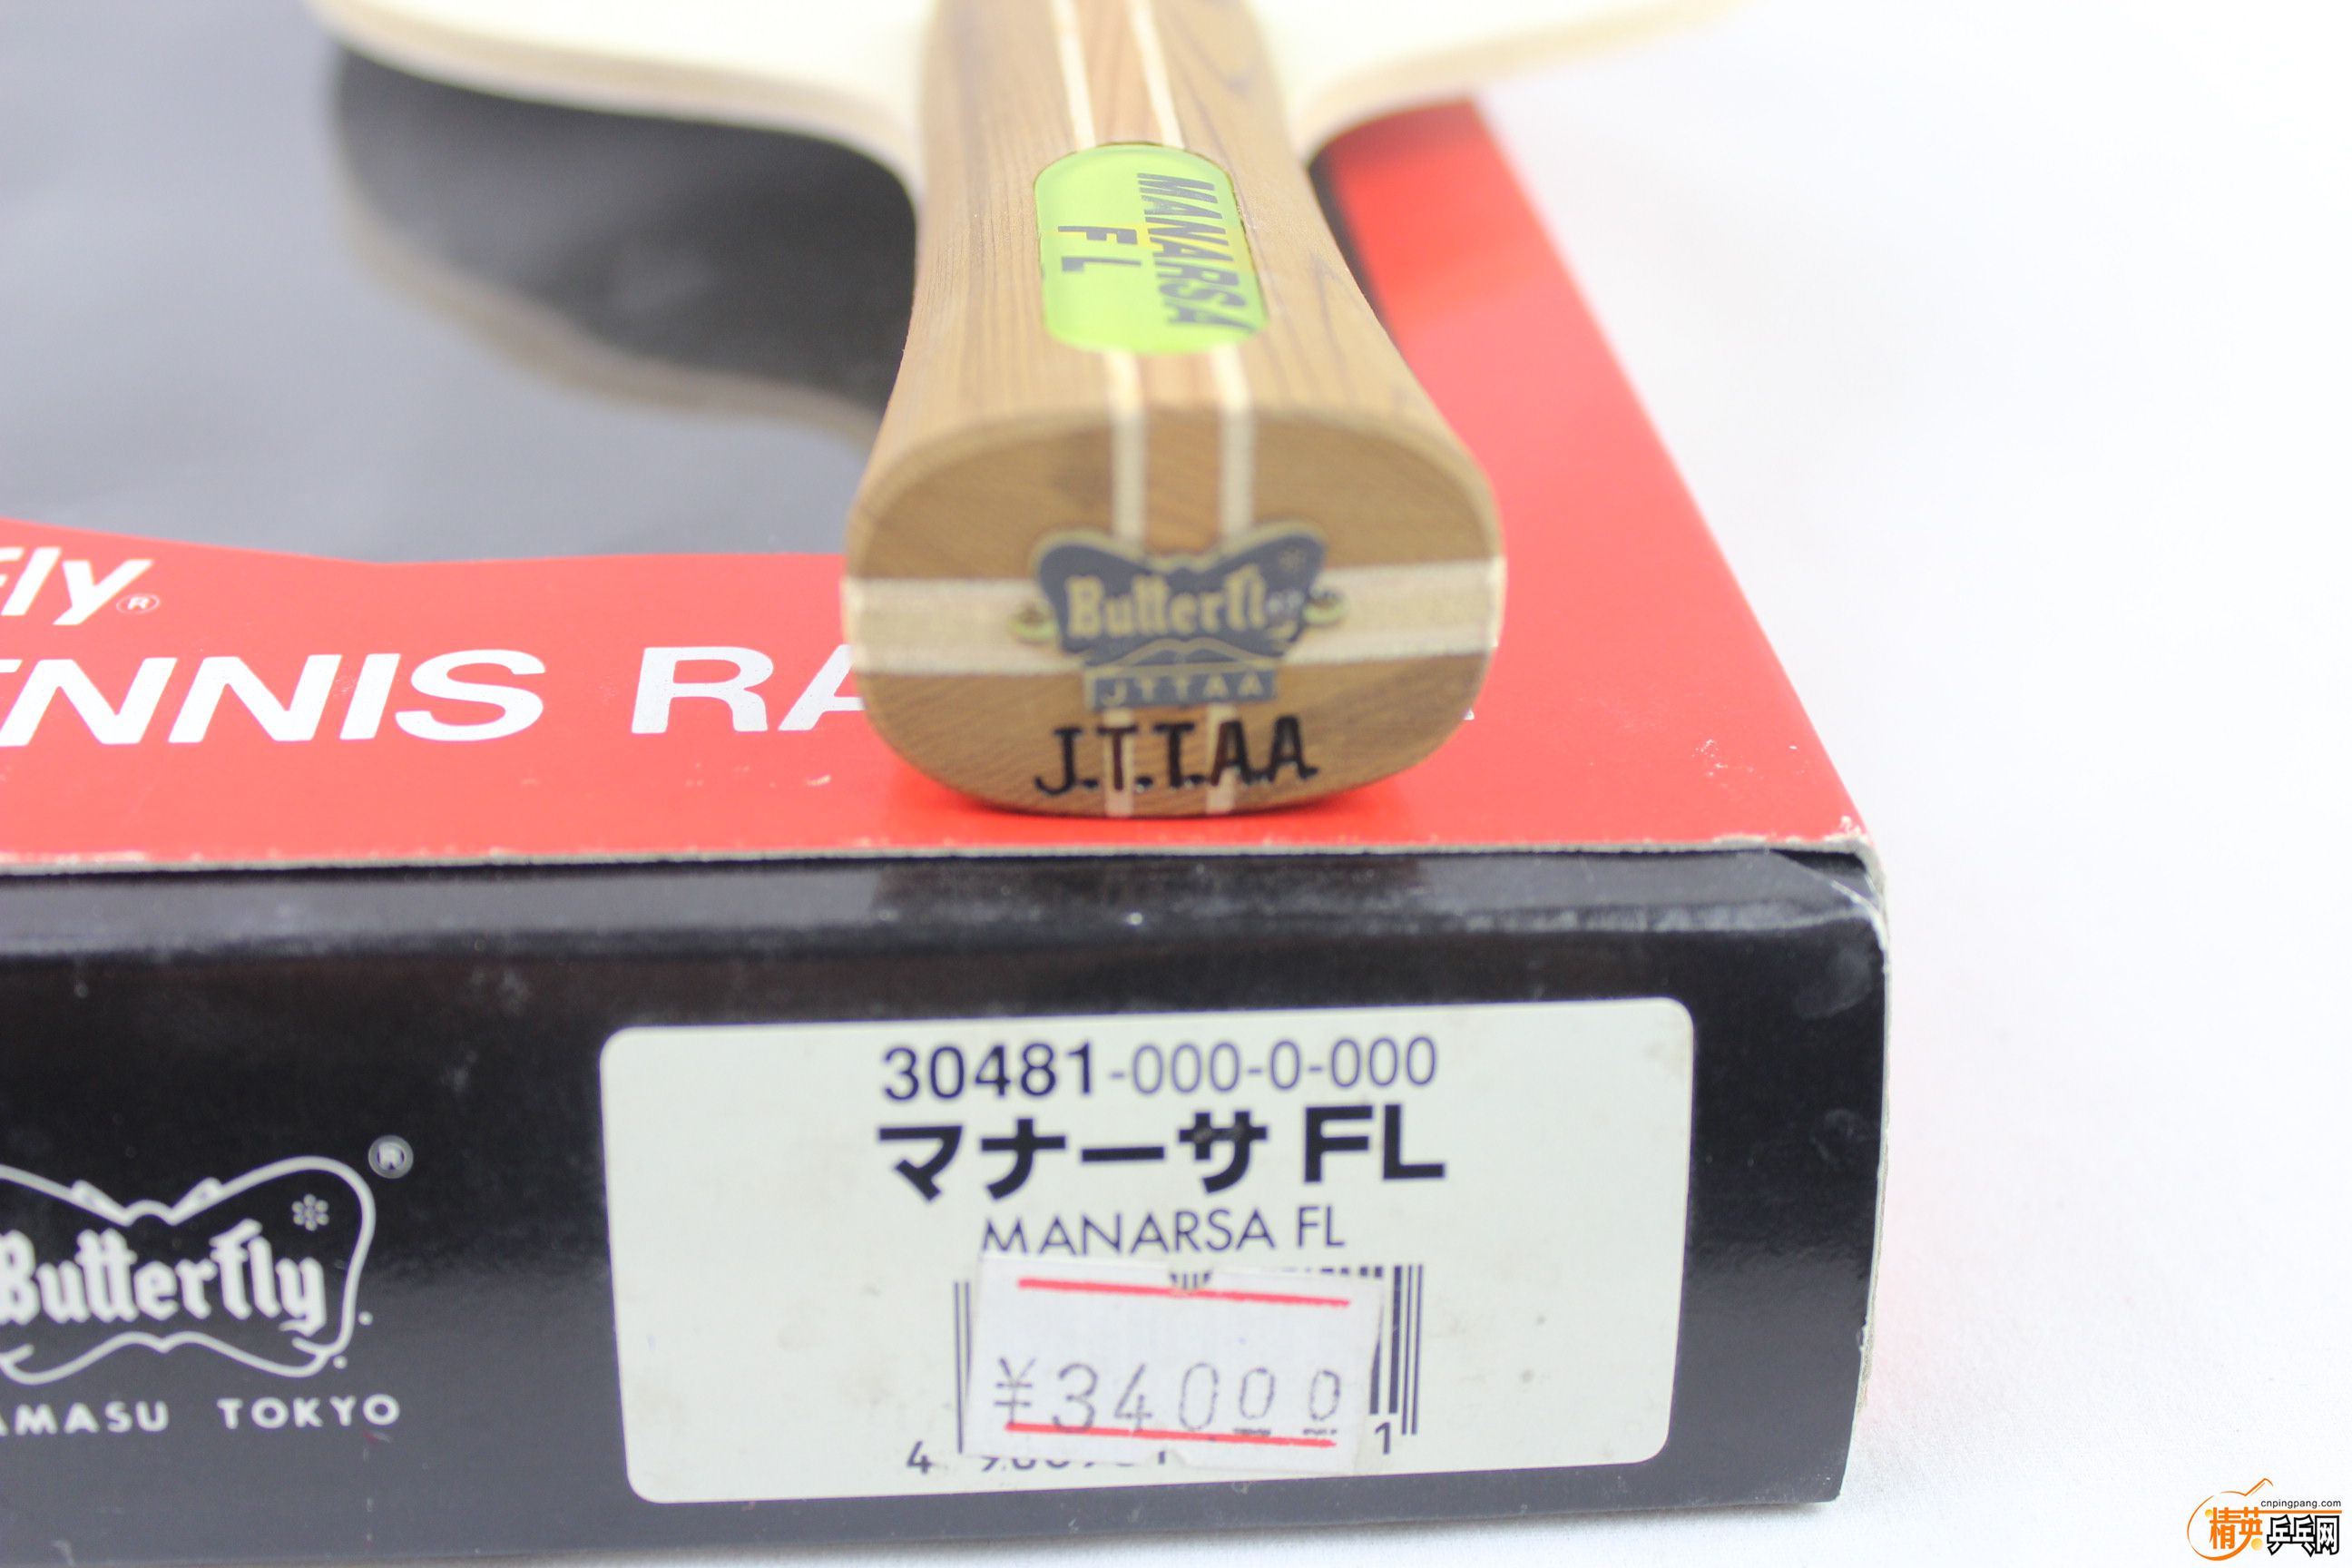 MANARSA
FL
Butterfly
JTTAA
J.T.T.A.A.
fly®
NNIS RA
30481-000-0-000
マナーサ FL
MANARSA FL
¥34000
4
1
®
Butterfly
AMASU TOKYO
cnpingpang.com
精英乒乓网